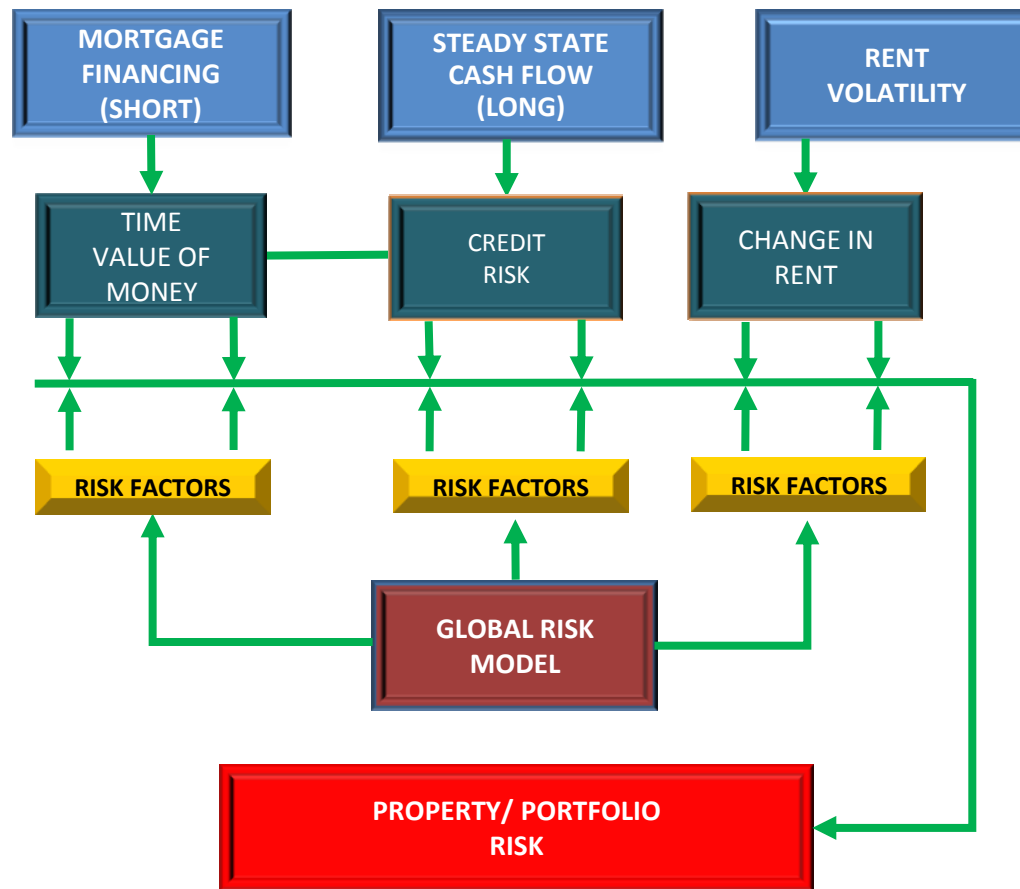 MORTGAGE
FINANCING
(SHORT)
STEADY STATE
CASH FLOW
(LONG)
RENT
VOLATILITY
TIME
VALUE OF
MONEY
CREDIT
RISK
CHANGE IN
RENT
RISK FACTORS
RISK FACTORS
RISK FACTORS
GLOBAL RISK
MODEL
PROPERTY/ PORTFOLIO
RISK